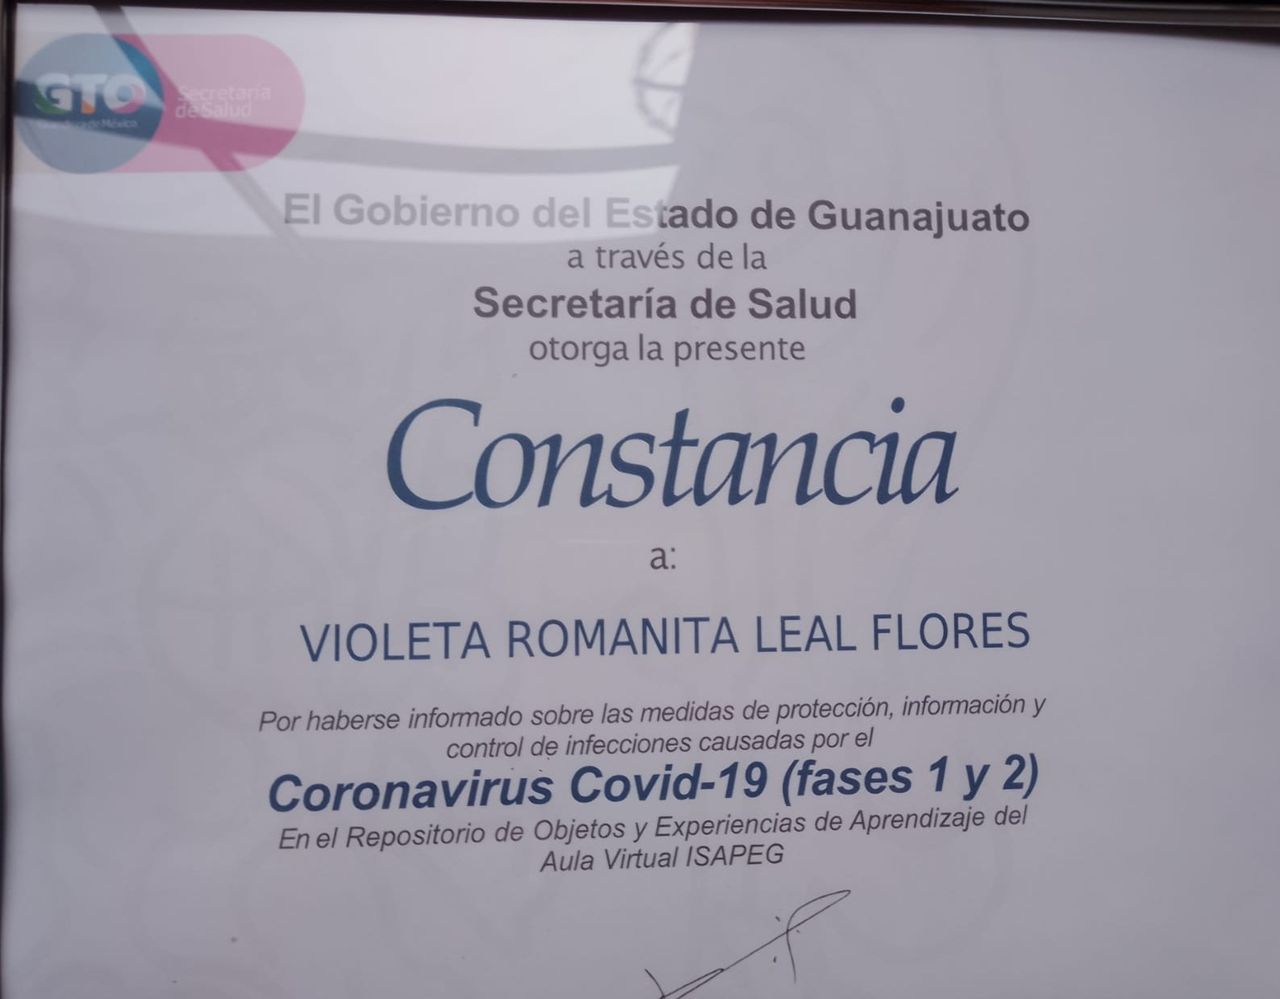 GTO
Secretaría
de Salud
El Gobierno del Estado de Guanajuato
a través de la
Secretaría de Salud
otorga la presente
Constancia
a:
VIOLETA ROMANITA LEAL FLORES
Por haberse informado sobre las medidas de protección, información y
control de infecciones causadas por el
Coronavirus Covid-19 (fases 1 y 2)
En el Repositorio de Objetos y Experiencias de Aprendizaje del
Aula Virtual ISAPEG